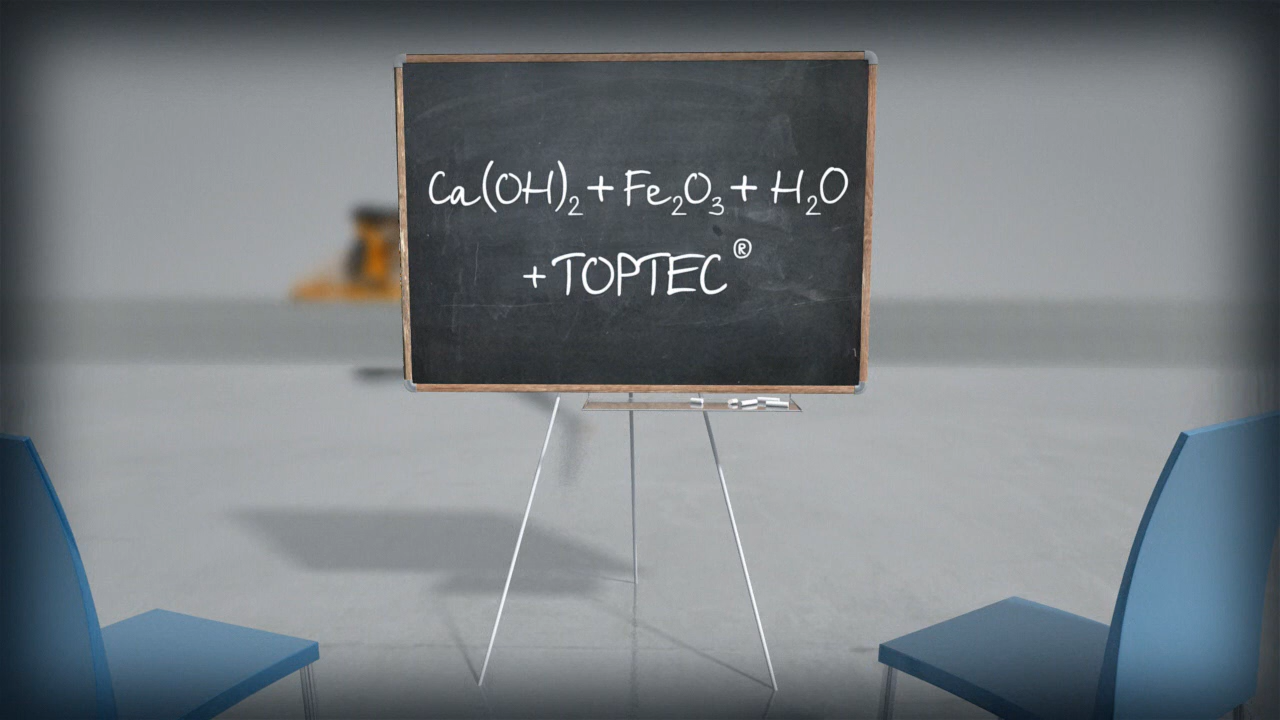 Ca(OH)₂ + Fe₂O₃ + H₂O
+ TOPTEC®